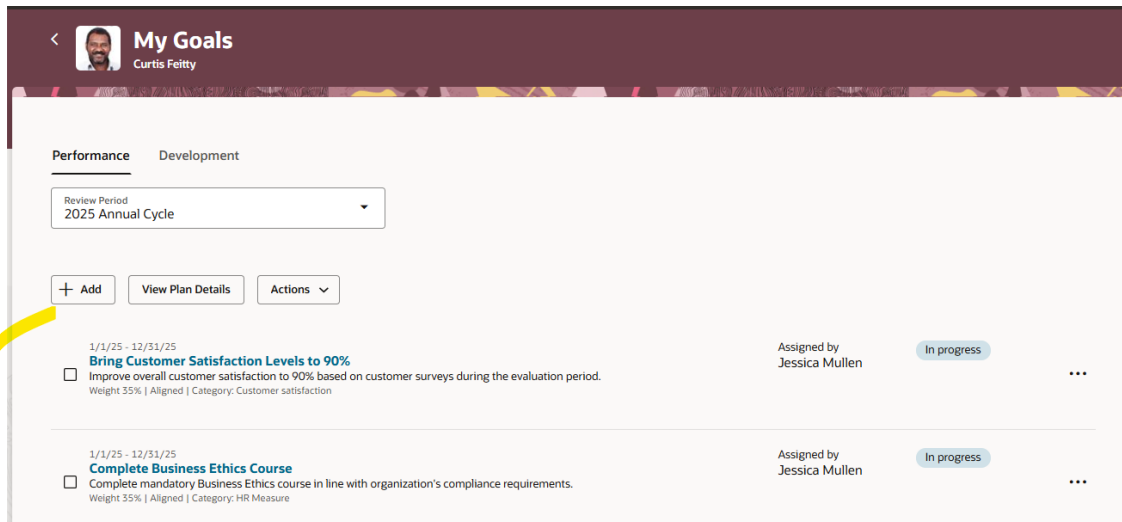 My Goals
Curtis Feitty
Performance Development
Review Period
2025 Annual Cycle
Add View Plan Details Actions
1/1/25 - 12/31/25
Bring Customer Satisfaction Levels to 90%
Improve overall customer satisfaction to 90% based on customer surveys during the evaluation period.
Weight 35% | Aligned | Category: Customer satisfaction
Assigned by
Jessica Mullen
In progress
1/1/25 - 12/31/25
Complete Business Ethics Course
Complete mandatory Business Ethics course in line with organization's compliance requirements.
Weight 35% | Aligned | Category: HR Measure
Assigned by
Jessica Mullen
In progress